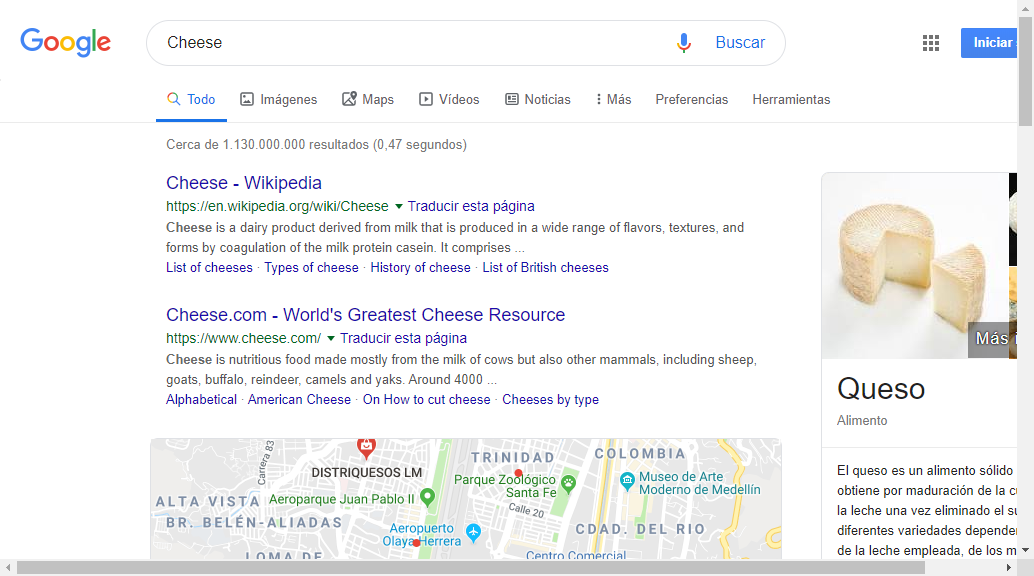 Google
Cheese
Buscar
Iniciar
Todo Imágenes Maps Vídeos Noticias Más Preferencias Herramientas
Cerca de 1.130.000.000 resultados (0,47 segundos)
Cheese - Wikipedia
https://en.wikipedia.org/wiki/Cheese Traducir esta página
Cheese is a dairy product derived from milk that is produced in a wide range of flavors, textures, and
forms by coagulation of the milk protein casein. It comprises ...
List of cheeses · Types of cheese · History of cheese · List of British cheeses
Cheese.com - World's Greatest Cheese Resource
https://www.cheese.com/ Traducir esta página
Cheese is nutritious food made mostly from the milk of cows but also other mammals, including sheep,
goats, buffalo, reindeer, camels and yaks. Around 4000 ...
Alphabetical · American Cheese · On How to cut cheese · Cheeses by type
Carrera 83
DISTRIQUESOS LM
TRINIDAD
COLOMBIA
Parque Zoológico
Santa Fe
Museo de Arte
Moderno de Medellín
ALTA VISTA
Aeroparque Juan Pablo II
Calle 20
BR. BELÉN-ALIADAS
Aeropuerto
Olaya Herrera
CDAD. DEL RIO
LOMA DE
Centro Comercial
Más
Queso
Alimento
El queso es un alimento sólido
obtiene por maduración de la
la leche una vez eliminado el
diferentes variedades
de la leche empleada, de los